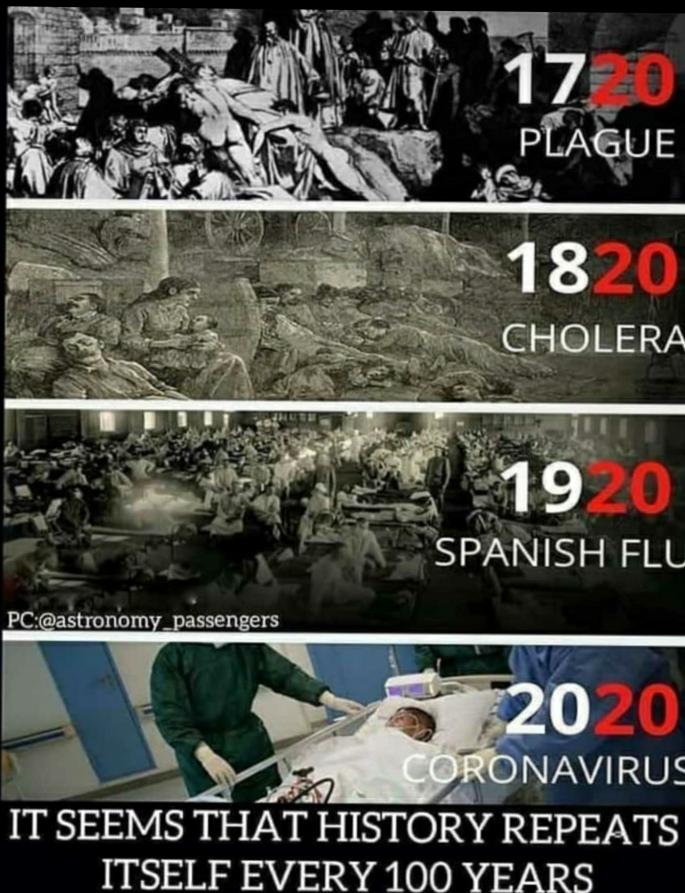 1720
PLAGUE
1820
CHOLERA
1920
SPANISH FLU
PC:@astronomy_passengers
2020
CORONAVIRUS
IT SEEMS THAT HISTORY REPEATS
ITSELF EVERY 100 YEARS